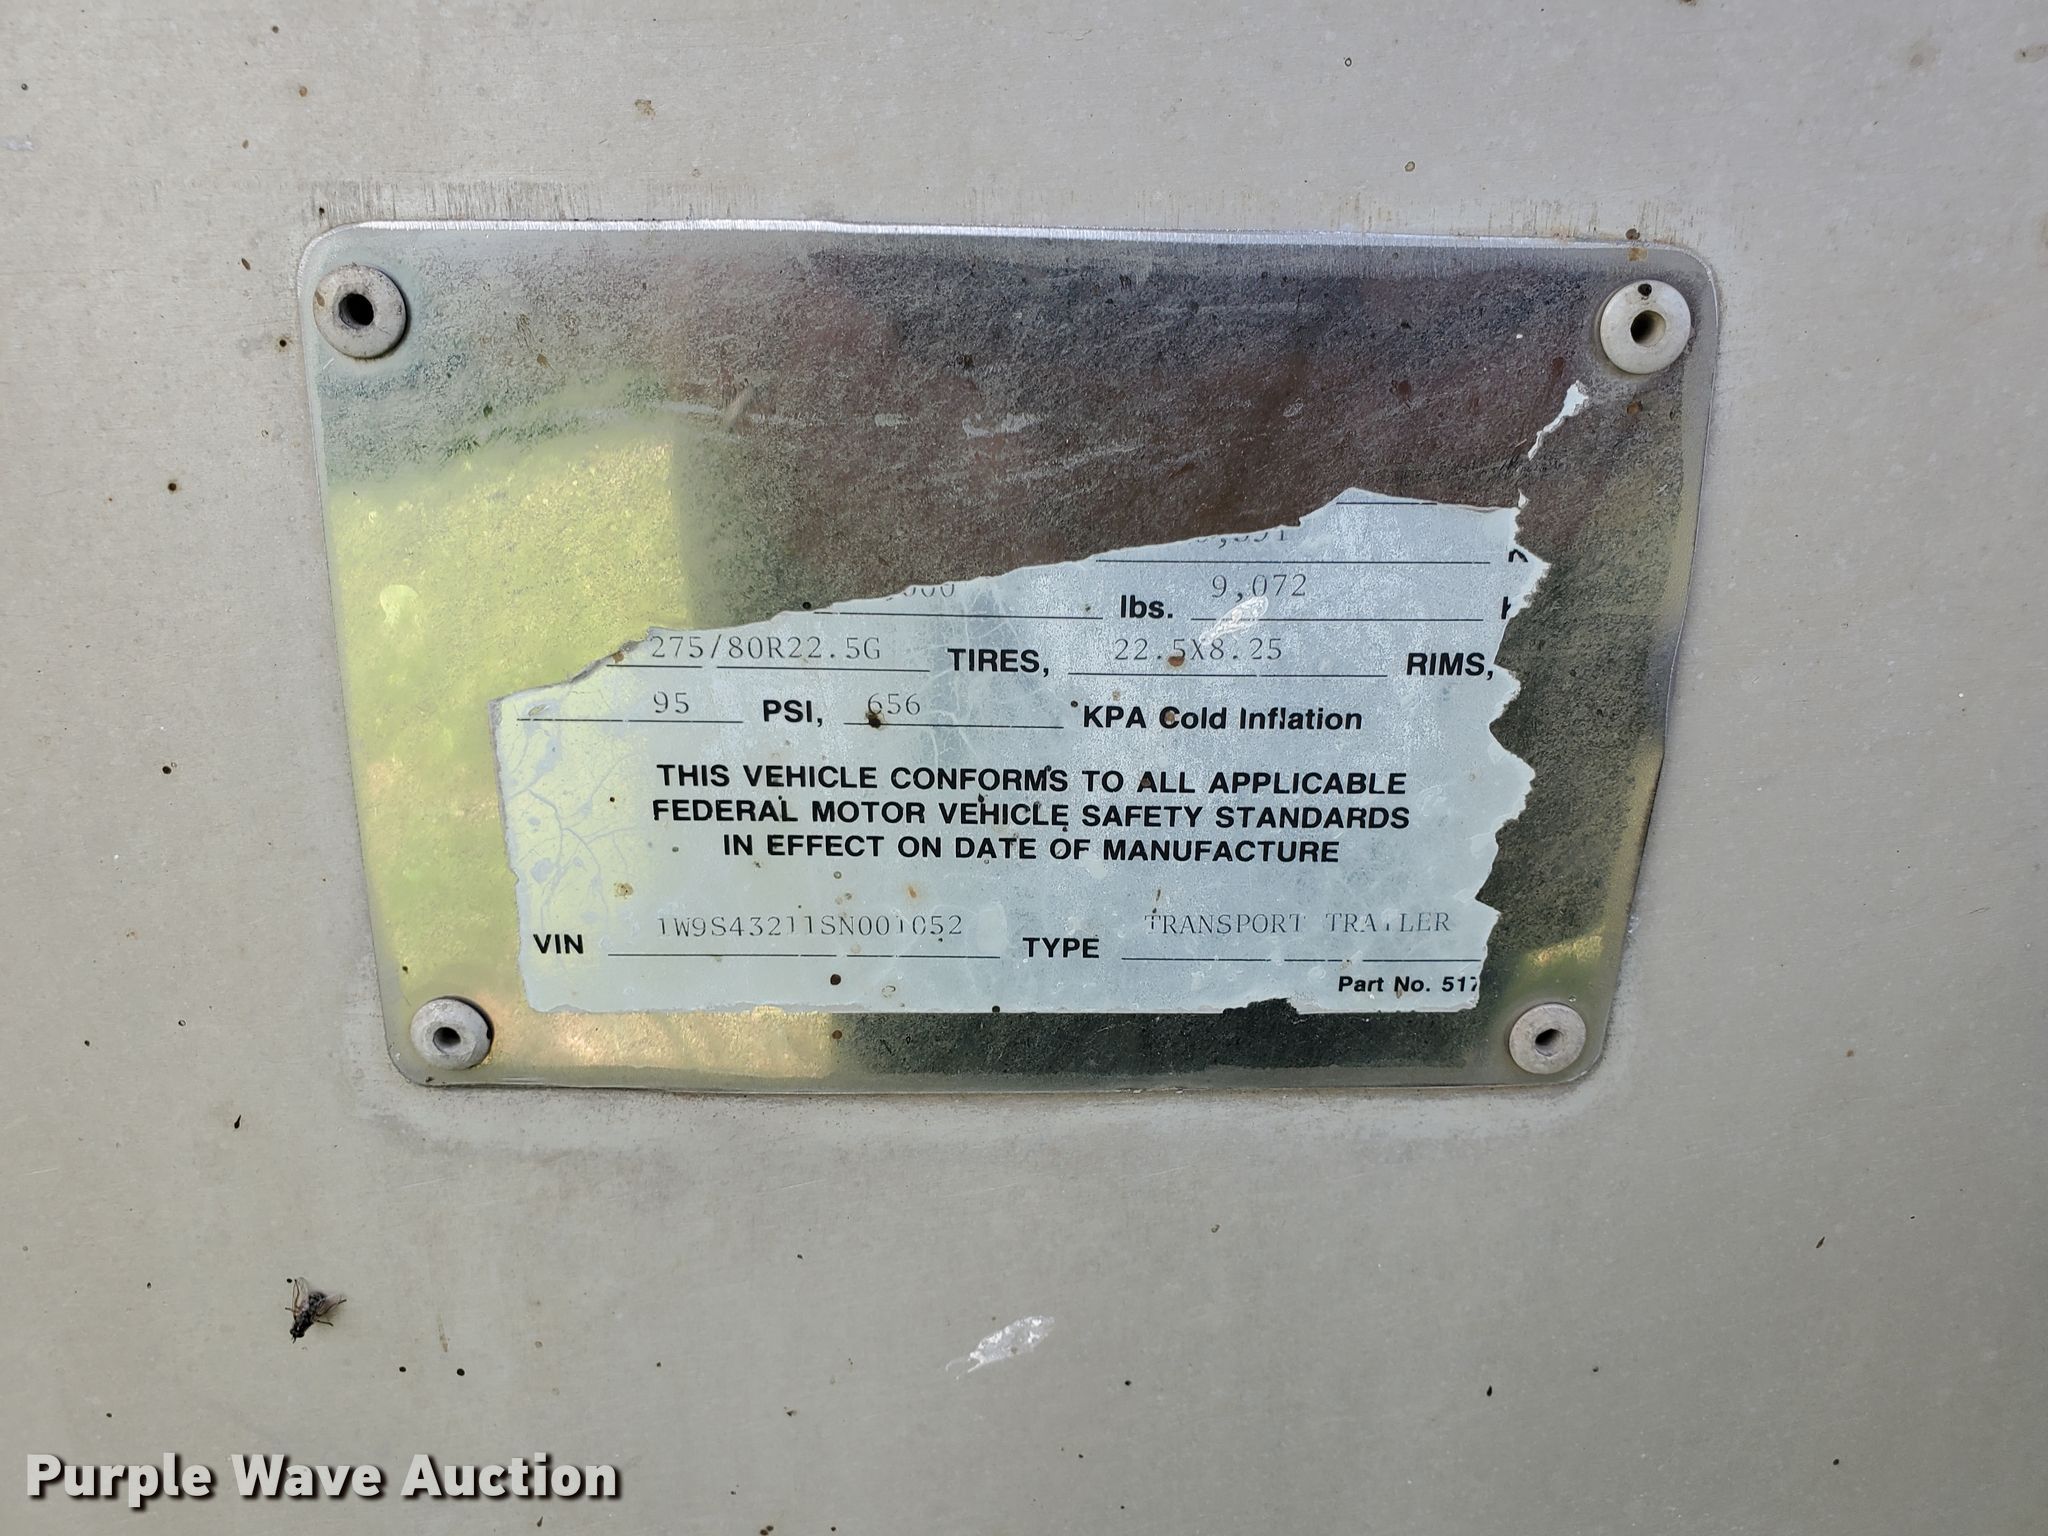 lbs. 9,072
275/80R22.5G TIRES, 22.5X8.25 RIMS,
95 PSI, 656 KPA Cold Inflation
THIS VEHICLE CONFORMS TO ALL APPLICABLE
FEDERAL MOTOR VEHICLE SAFETY STANDARDS
IN EFFECT ON DATE OF MANUFACTURE
VIN 1W9S43211SN001052 TYPE TRANSPORT TRAILER
Part No. 517
Purple Wave Auction